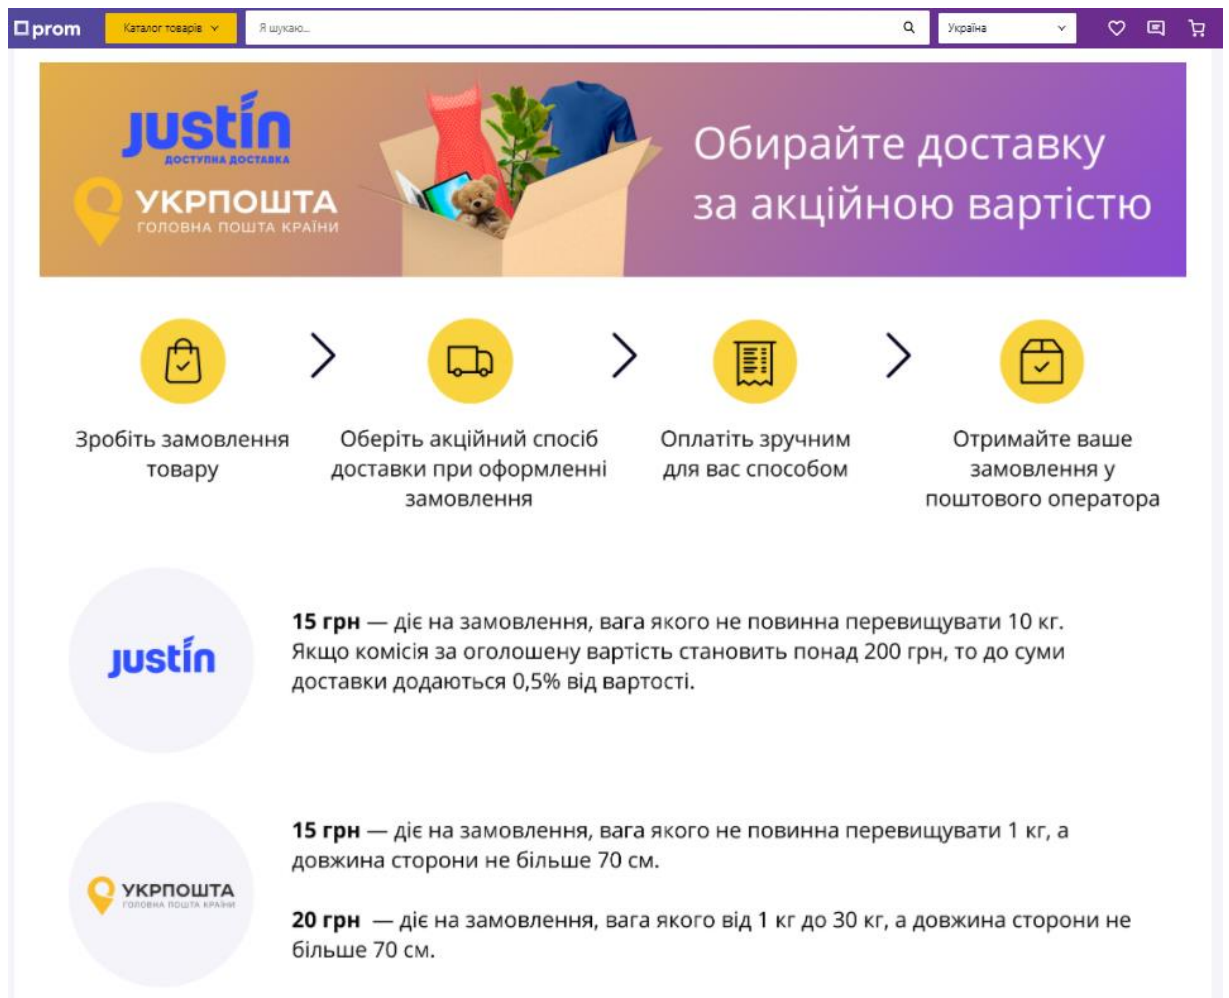 prom
Каталог товарів
Я шукаю...
Україна
Justin
ДОСТУПНА ДОСТАВКА
УКРПОШТА
ГОЛОВНА ПОШТА КРАЇНИ
Обирайте доставку
за акційною вартістю
Зробіть замовлення
товару
Оберіть акційний спосіб
доставки при оформленні
замовлення
Оплатіть зручним
для вас способом
Отримайте ваше
замовлення у
поштового оператора
Justin
15 грн — діє на замовлення, вага якого не повинна перевищувати 10 кг.
Якщо комісія за оголошену вартість становить понад 200 грн, то до суми
доставки додаються 0,5% від вартості.
УКРПОШТА
ГОЛОВНА ПОШТА КРАЇНИ
15 грн — діє на замовлення, вага якого не повинна перевищувати 1 кг, а
довжина сторони не більше 70 см.
20 грн — діє на замовлення, вага якого від 1 кг до 30 кг, а довжина сторони не
більше 70 см.